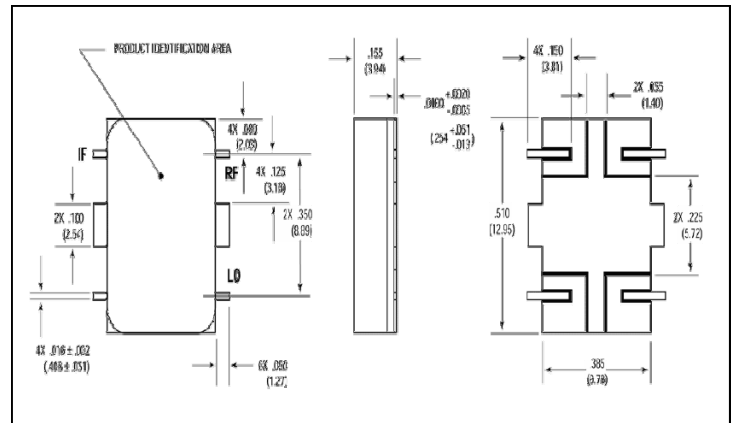 PRODUCT IDENTIFICATION AREA
IF
4X .080
(2.03)
RF
4X .125
(3.18)
2X .350
(8.89)
2X .100
(2.54)
LO
4X .016 ± .002
(.406 ± .051)
6X .050
(1.27)
.155
(3.94)
.0100 +.0020
-.0005
(.254 +.051
-.013)
4X .150
(3.81)
2X .055
(1.40)
.510
(12.95)
2X .225
(5.72)
.385
(9.78)